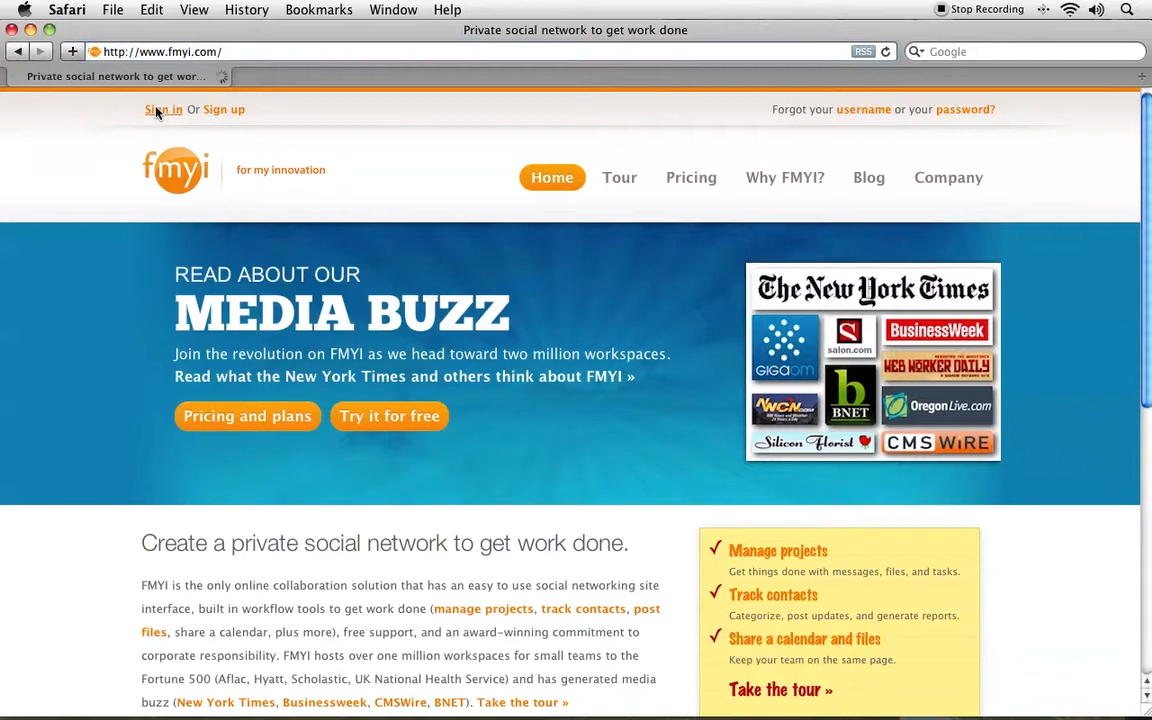 Safari File Edit View History Bookmarks Window Help Stop Recording
Private social network to get work done
http://www.fmyi.com/ RSS Google
Private social network to get wor...
Sign in Or Sign up Forgot your username or your password?
fmyi for my innovation
Home Tour Pricing Why FMYI? Blog Company
READ ABOUT OUR
MEDIA BUZZ
Join the revolution on FMYI as we head toward two million workspaces.
Read what the New York Times and others think about FMYI »
Pricing and plans Try it for free
The New York Times
GIGAOM
S salon.com
BusinessWeek
WEB WORKER DAILY
NWCN.COM
b BNET
OregonLive.com
Silicon Florist
CMS WiRE
Create a private social network to get work done.
FMYI is the only online collaboration solution that has an easy to use social networking site
interface, built in workflow tools to get work done (manage projects, track contacts, post
files, share a calendar, plus more), free support, and an award-winning commitment to
corporate responsibility. FMYI hosts over one million workspaces for small teams to the
Fortune 500 (Aflac, Hyatt, Scholastic, UK National Health Service) and has generated media
buzz (New York Times, Businessweek, CMSWire, BNET). Take the tour »
Manage projects
Get things done with messages, files, and tasks.
Track contacts
Categorize, post updates, and generate reports.
Share a calendar and files
Keep your team on the same page.
Take the tour »